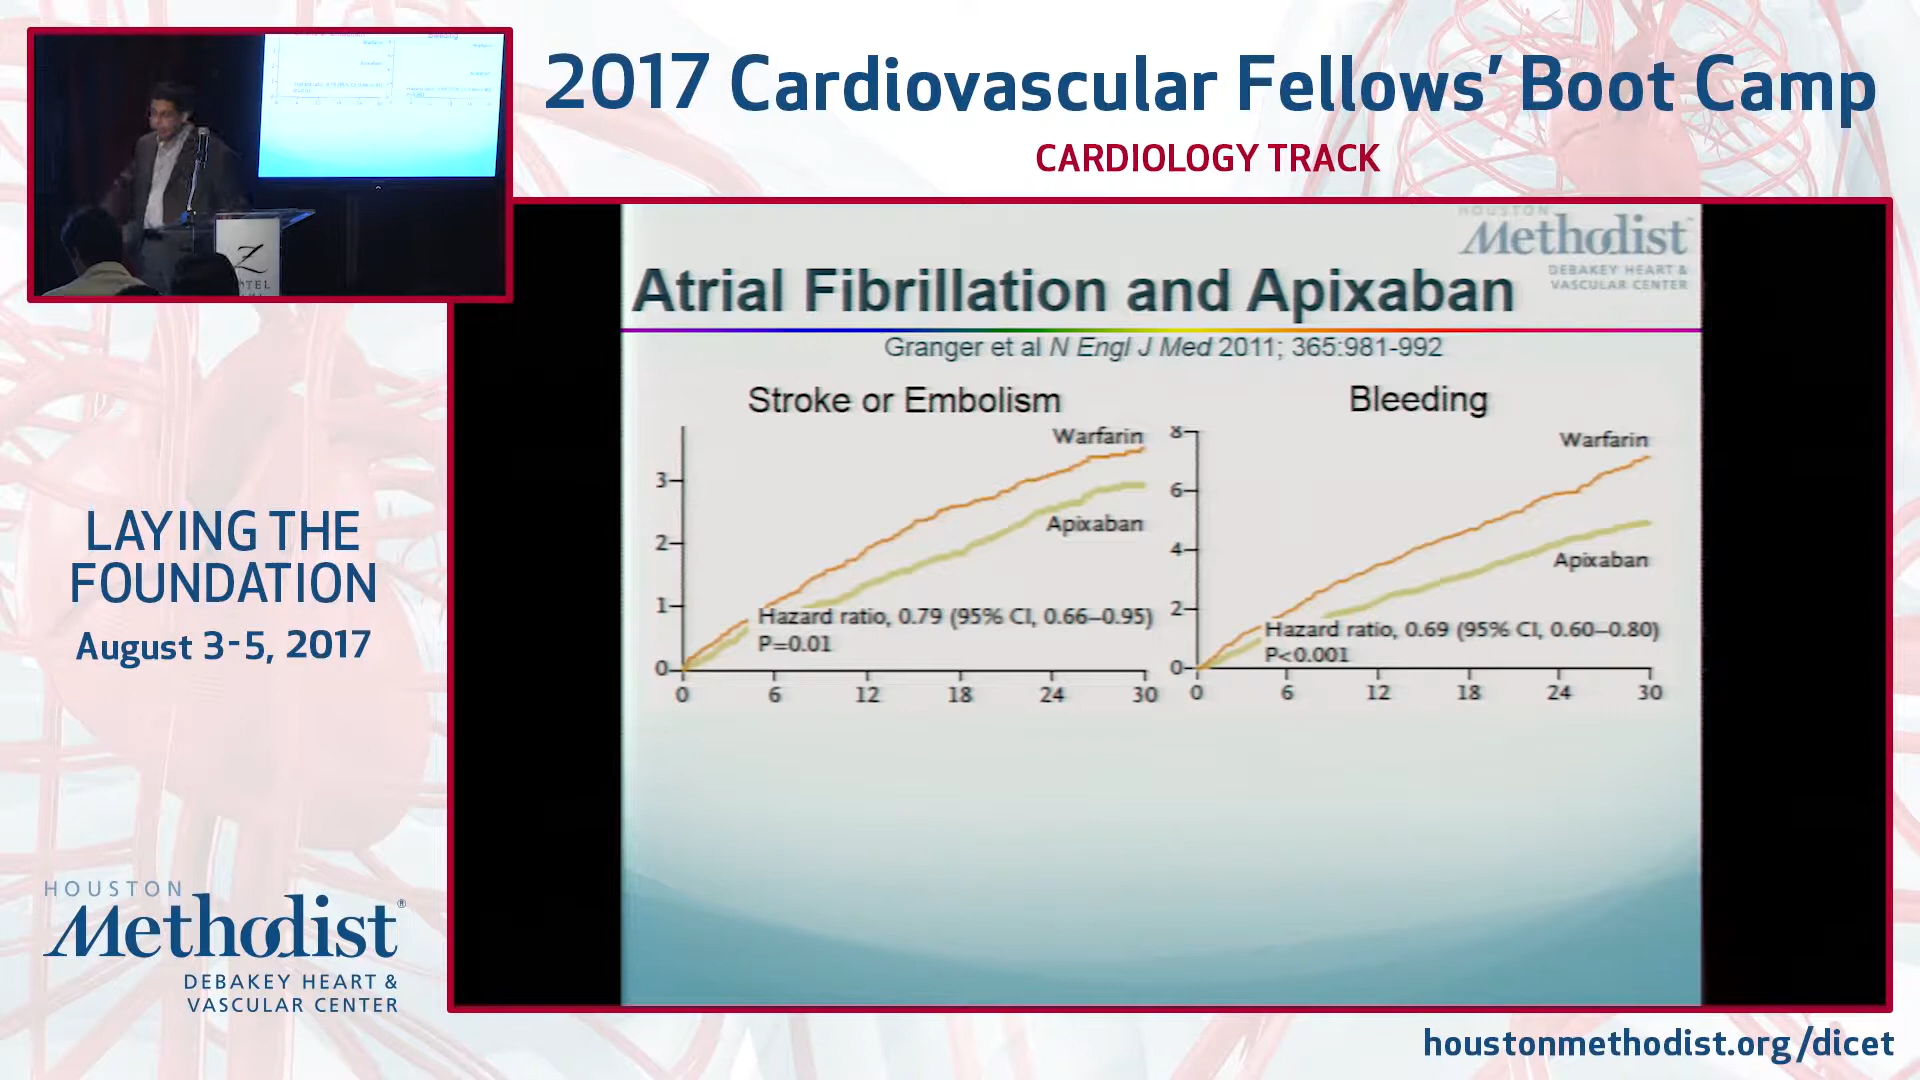 2017 Cardiovascular Fellows’ Boot Camp
CARDIOLOGY TRACK
HOUSTON
Methodist
DEBAKEY HEART &
VASCULAR CENTER
Atrial Fibrillation and Apixaban
Granger et al N Engl J Med 2011; 365:981-992
Stroke or Embolism
Warfarin
Apixaban
3
2
1
0
Hazard ratio, 0.79 (95% CI, 0.66–0.95)
P=0.01
0 6 12 18 24 30
Bleeding
Warfarin
Apixaban
8
6
4
2
0
Hazard ratio, 0.69 (95% CI, 0.60–0.80)
P<0.001
0 6 12 18 24 30
LAYING THE
FOUNDATION
August 3-5, 2017
HOUSTON
Methodist®
DEBAKEY HEART &
VASCULAR CENTER
houstonmethodist.org/dicet
Z